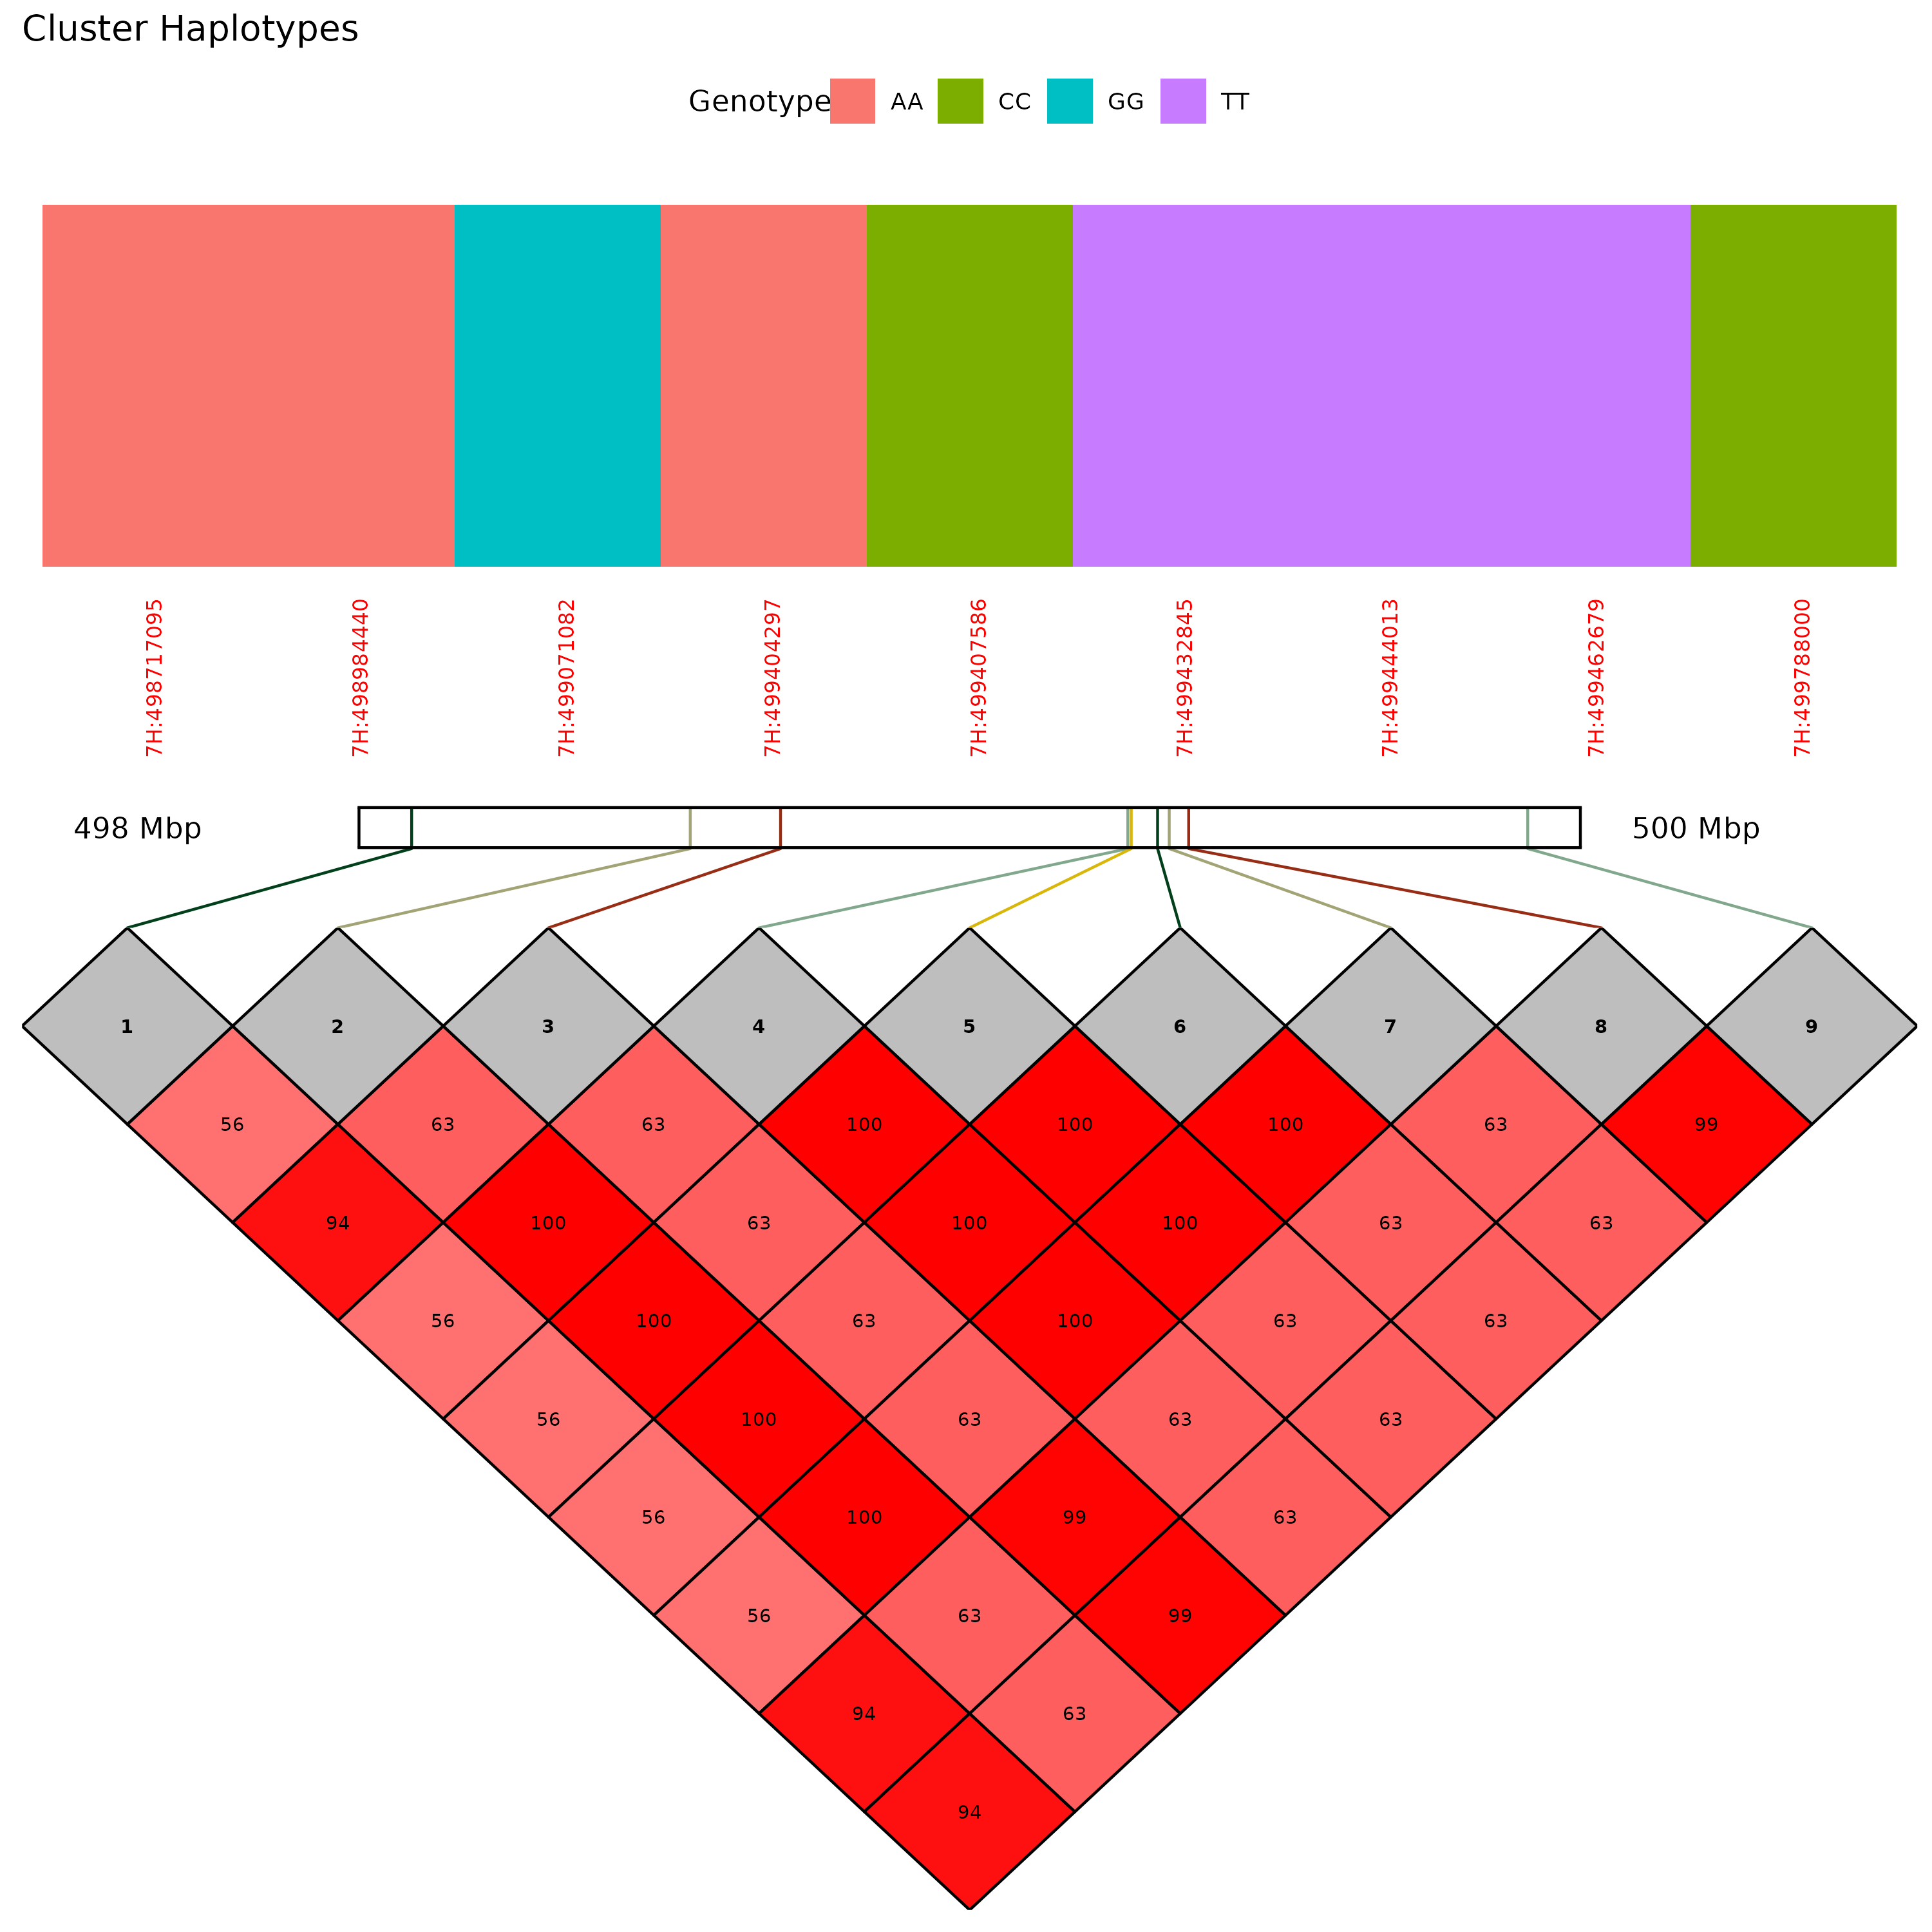 Cluster Haplotypes
Genotype AA CC GG TT
7H:498717095
7H:498984440
7H:499071082
7H:499404297
7H:499407586
7H:499432845
7H:499444013
7H:499462679
7H:499788000
498 Mbp 500 Mbp
1 2 3 4 5 6 7 8 9
56 63 63 100 100 100 63 99
94 100 63 100 100 63 63
56 100 63 100 63 63
56 100 63 63 63
56 100 99 63
56 63 99
94 63
94